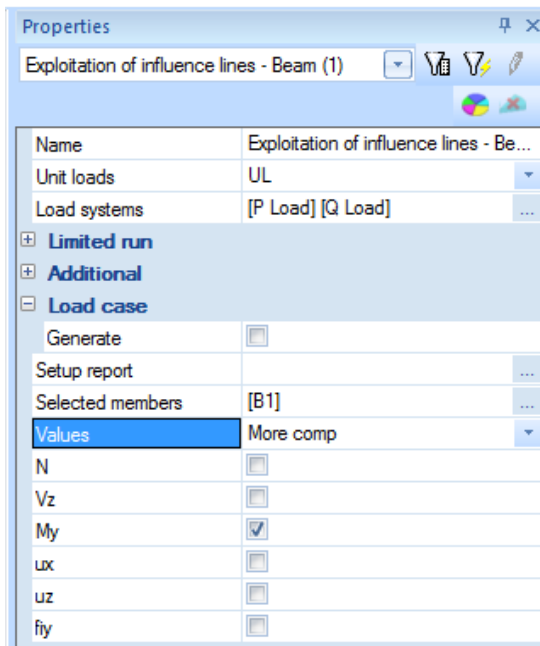 Properties
Exploitation of influence lines - Beam (1)
Name Exploitation of influence lines - Be...
Unit loads UL
Load systems [P Load] [Q Load] ...
Limited run
Additional
Load case
Generate
Setup report ...
Selected members [B1] ...
Values More comp
N
Vz
My
ux
uz
fiy